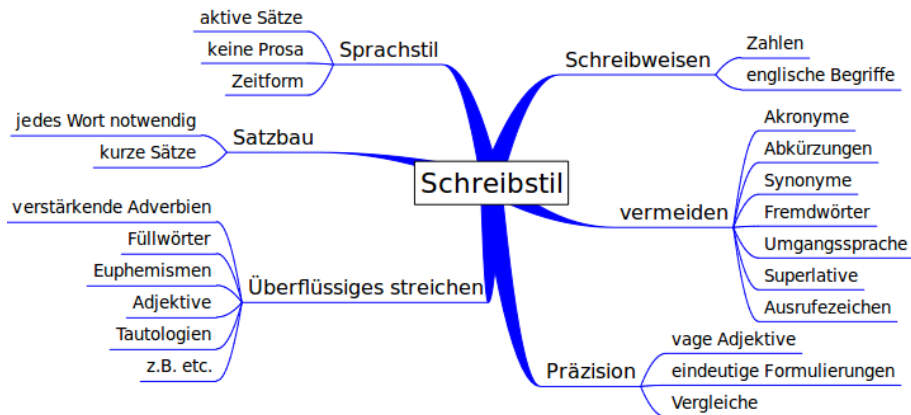 Schreibstil
Sprachstil
aktive Sätze
keine Prosa
Zeitform
Satzbau
jedes Wort notwendig
kurze Sätze
Überflüssiges streichen
verstärkende Adverbien
Füllwörter
Euphemismen
Adjektive
Tautologien
z.B. etc.
Schreibweisen
Zahlen
englische Begriffe
vermeiden
Akronyme
Abkürzungen
Synonyme
Fremdwörter
Umgangssprache
Superlative
Ausrufezeichen
Präzision
vage Adjektive
eindeutige Formulierungen
Vergleiche